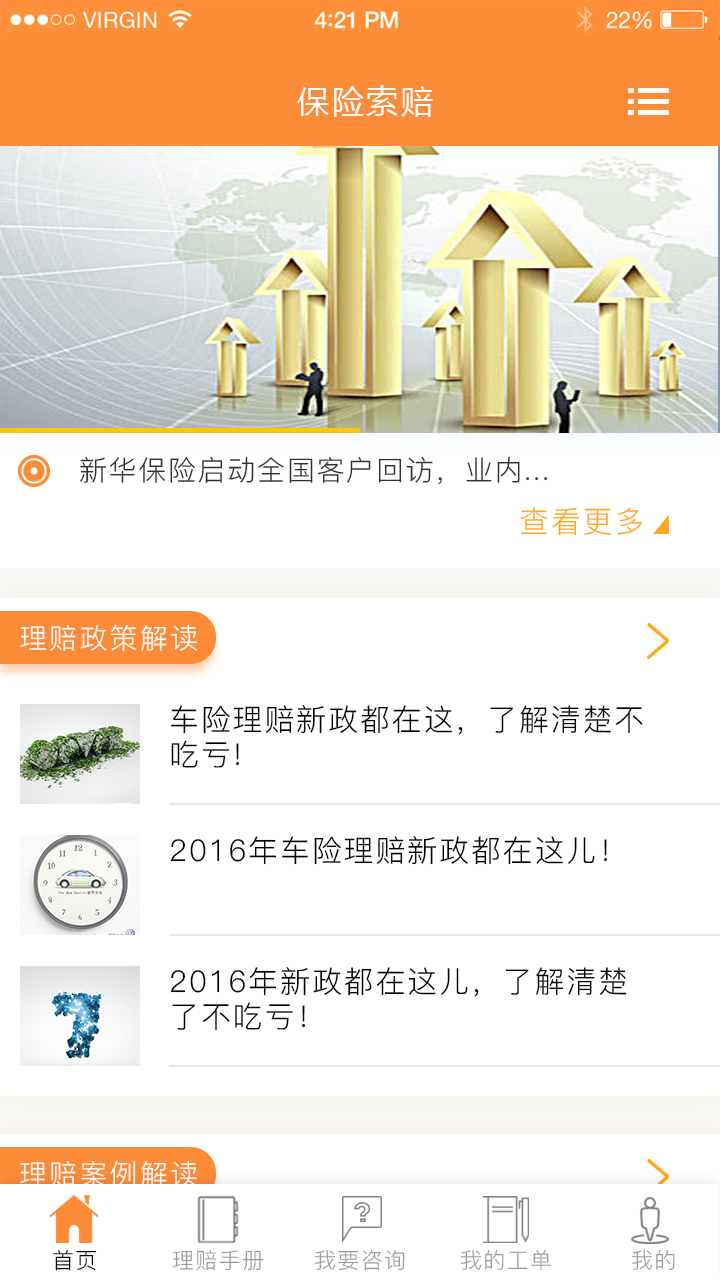 VIRGIN 4:21 PM 22%
保险索赔
新华保险启动全国客户回访，业内...
查看更多
理赔政策解读
车险理赔新政都在这，了解清楚不
吃亏！
2016年车险理赔新政都在这儿！
2016年新政都在这儿，了解清楚
了不吃亏！
理赔案例解读
首页 理赔手册 我要咨询 我的工单 我的